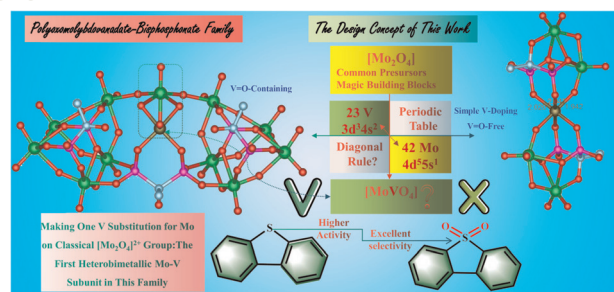 Polyoxomolybdovanadate-Bisphosphonate Family
The Design Concept of This Work
[Mo2O4]
Common Presursors
Magic Building Blocks
V=O-Containing
23 V
3d³4s²
Periodic
Table
Simple V-Doping
V=O-Free
Diagonal
Rule?
42 Mo
4d⁵5s¹
[MoVO4]
V
X
Making One V Substitution for Mo
on Classical [Mo2O4]²⁺ Group:The
First Heterobimetallic Mo-V
Subunit in This Family
S
Higher
Activity
Excellent
selectivity
O O
S